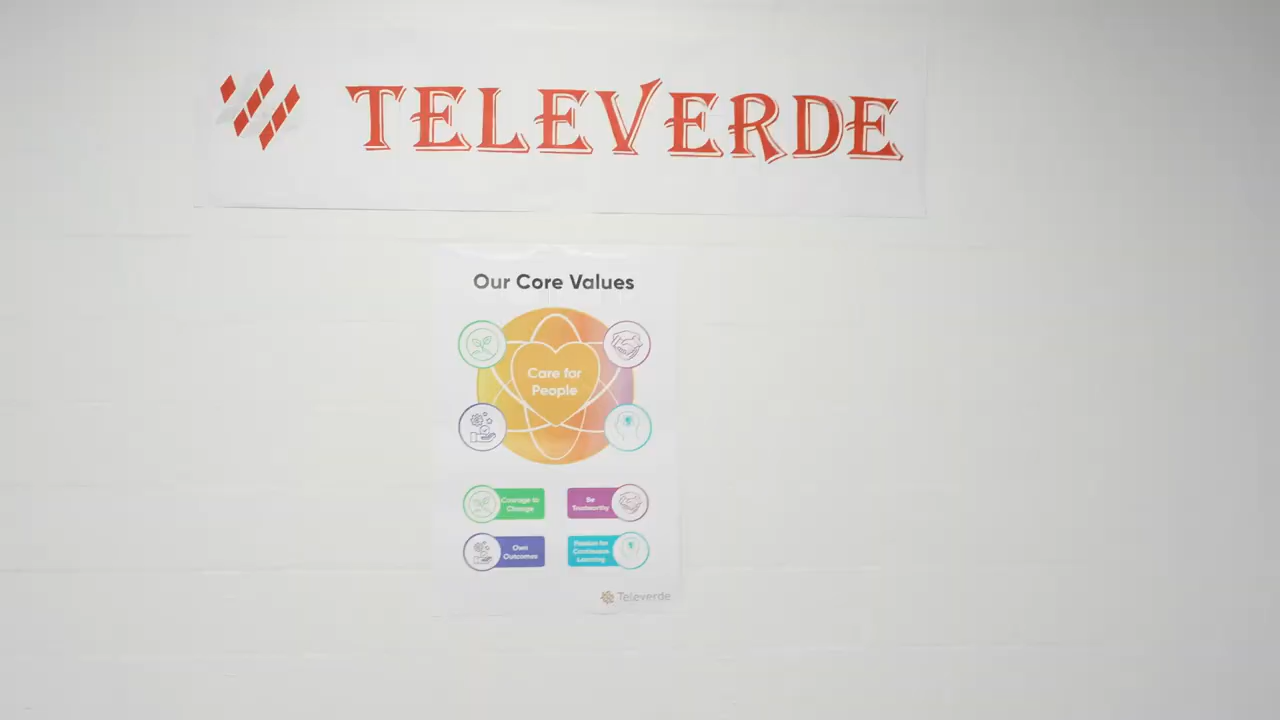 TELEVERDE
Our Core Values
Care for
People
Courage to
Change
Be
Trustworthy
Own
Outcomes
Passion for
Continuous
Learning
Televerde